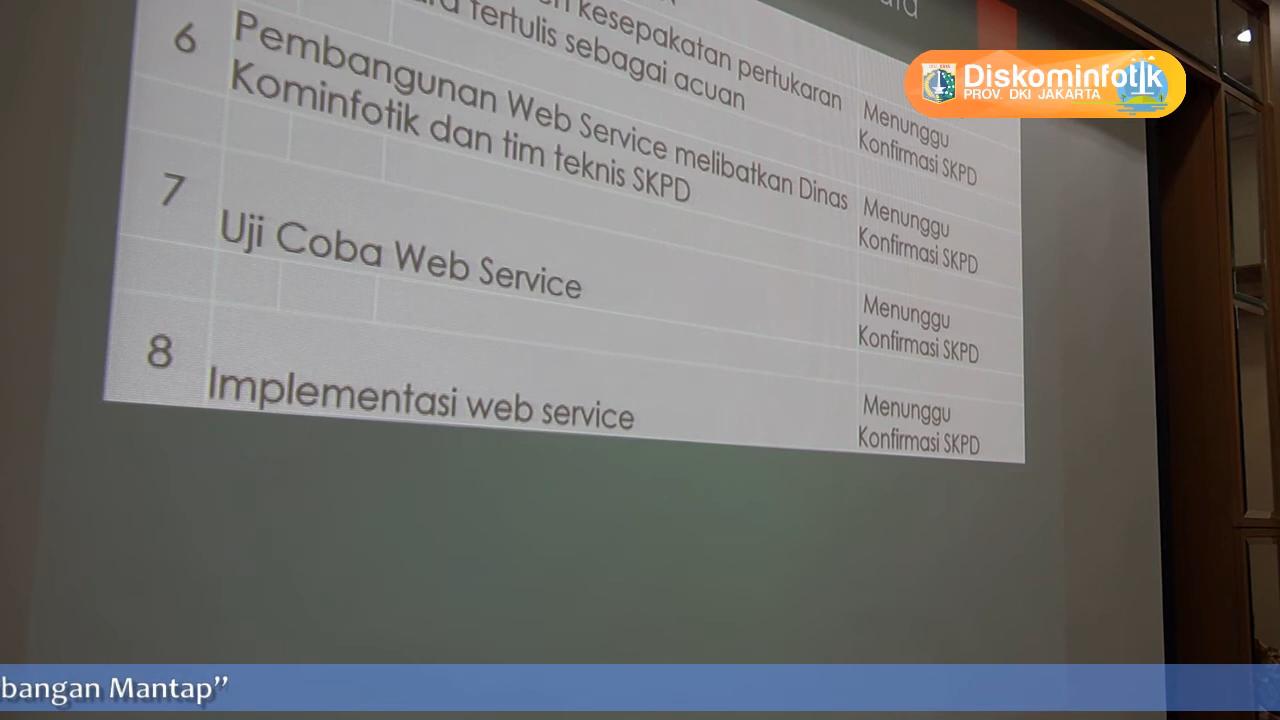 kesepakatan pertukaran
tertulis sebagai acuan
Menunggu
Konfirmasi SKPD
6
Pembangunan Web Service melibatkan Dinas
Kominfotik dan tim teknis SKPD
Menunggu
Konfirmasi SKPD
7
Uji Coba Web Service
Menunggu
Konfirmasi SKPD
8
Implementasi web service
Menunggu
Konfirmasi SKPD
Diskominfotik
PROV. DKI JAKARTA
bangan Mantap”